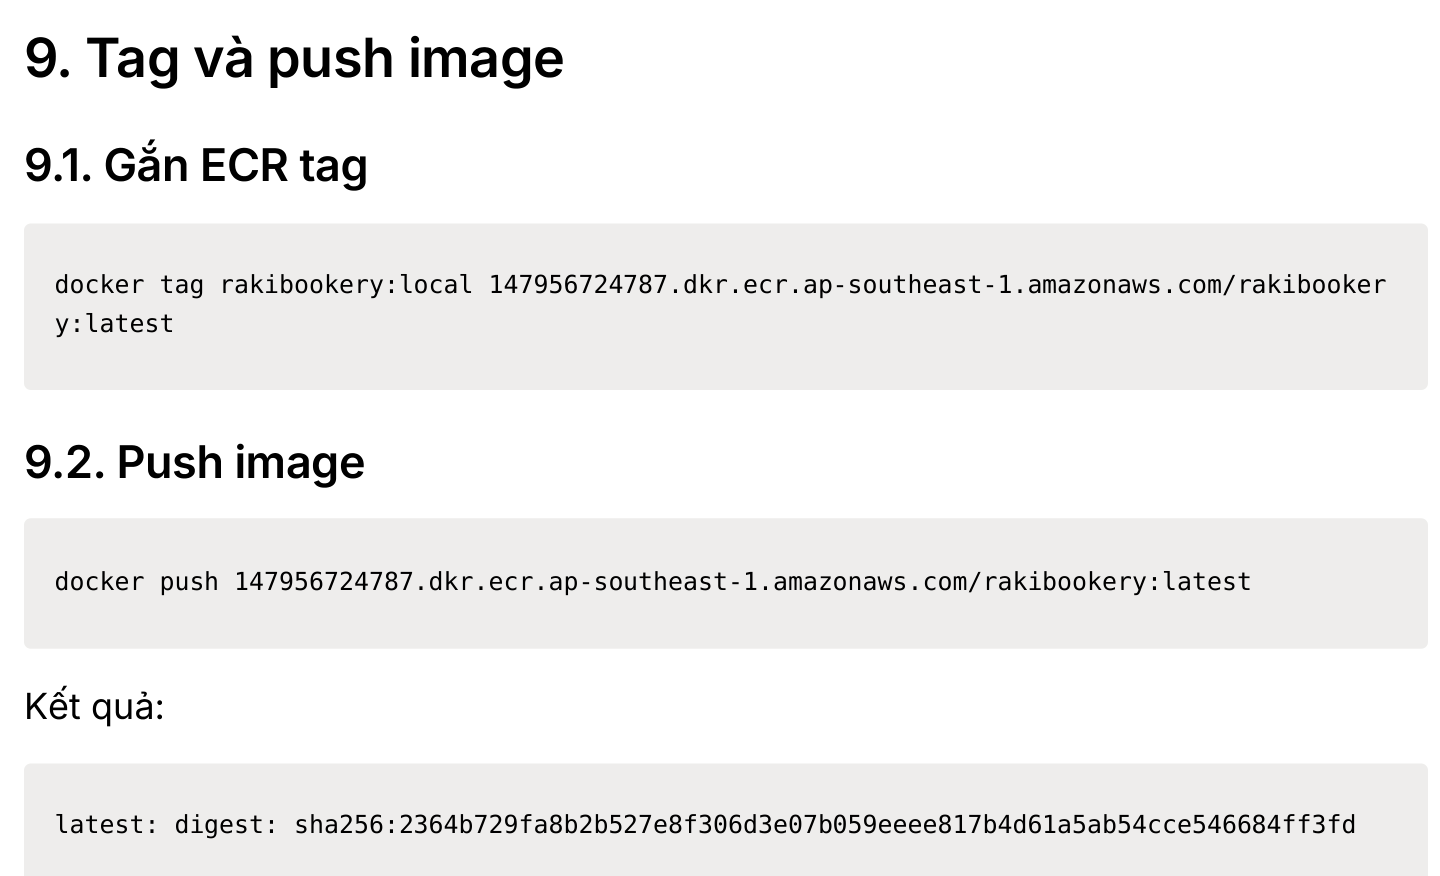 9. Tag và push image
9.1. Gắn ECR tag
docker tag rakibookery:local 147956724787.dkr.ecr.ap-southeast-1.amazonaws.com/rakibooker
y:latest
9.2. Push image
docker push 147956724787.dkr.ecr.ap-southeast-1.amazonaws.com/rakibookery:latest
Kết quả:
latest: digest: sha256:2364b729fa8b2b527e8f306d3e07b059eeee817b4d61a5ab54cce546684ff3fd